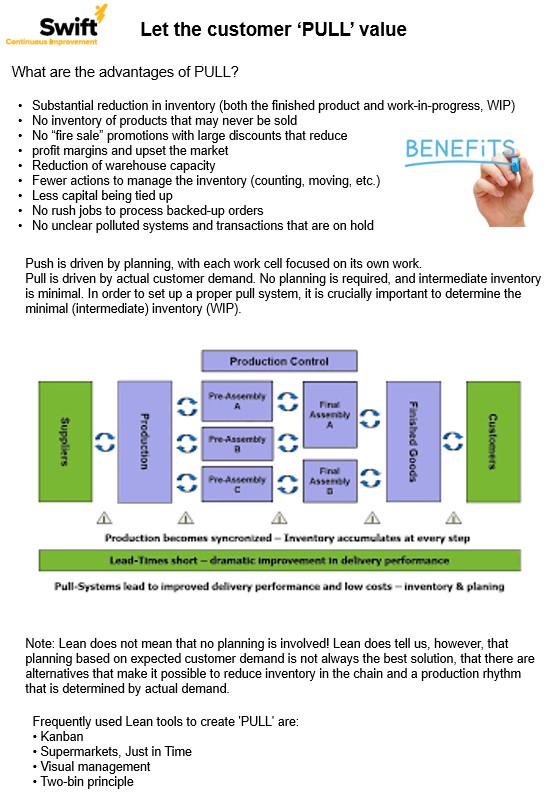 Swift
Continuous Improvement
Let the customer ‘PULL’ value
What are the advantages of PULL?
• Substantial reduction in inventory (both the finished product and work-in-progress, WIP)
• No inventory of products that may never be sold
• No “fire sale” promotions with large discounts that reduce
• profit margins and upset the market
• Reduction of warehouse capacity
• Fewer actions to manage the inventory (counting, moving, etc.)
• Less capital being tied up
• No rush jobs to process backed-up orders
• No unclear polluted systems and transactions that are on hold
BENEFiTS
Push is driven by planning, with each work cell focused on its own work.
Pull is driven by actual customer demand. No planning is required, and intermediate inventory
is minimal. In order to set up a proper pull system, it is crucially important to determine the
minimal (intermediate) inventory (WIP).
Production Control
Suppliers
Production
Pre-Assembly
A
Pre-Assembly
B
Pre-Assembly
C
Final
Assembly
A
Final
Assembly
B
Finished Goods
Customers
Production becomes syncronized – Inventory accumulates at every step
Lead-Times short – dramatic improvement in delivery performance
Pull-Systems lead to improved delivery performance and low costs – inventory & planing
Note: Lean does not mean that no planning is involved! Lean does tell us, however, that
planning based on expected customer demand is not always the best solution, that there are
alternatives that make it possible to reduce inventory in the chain and a production rhythm
that is determined by actual demand.
Frequently used Lean tools to create 'PULL' are:
• Kanban
• Supermarkets, Just in Time
• Visual management
• Two-bin principle